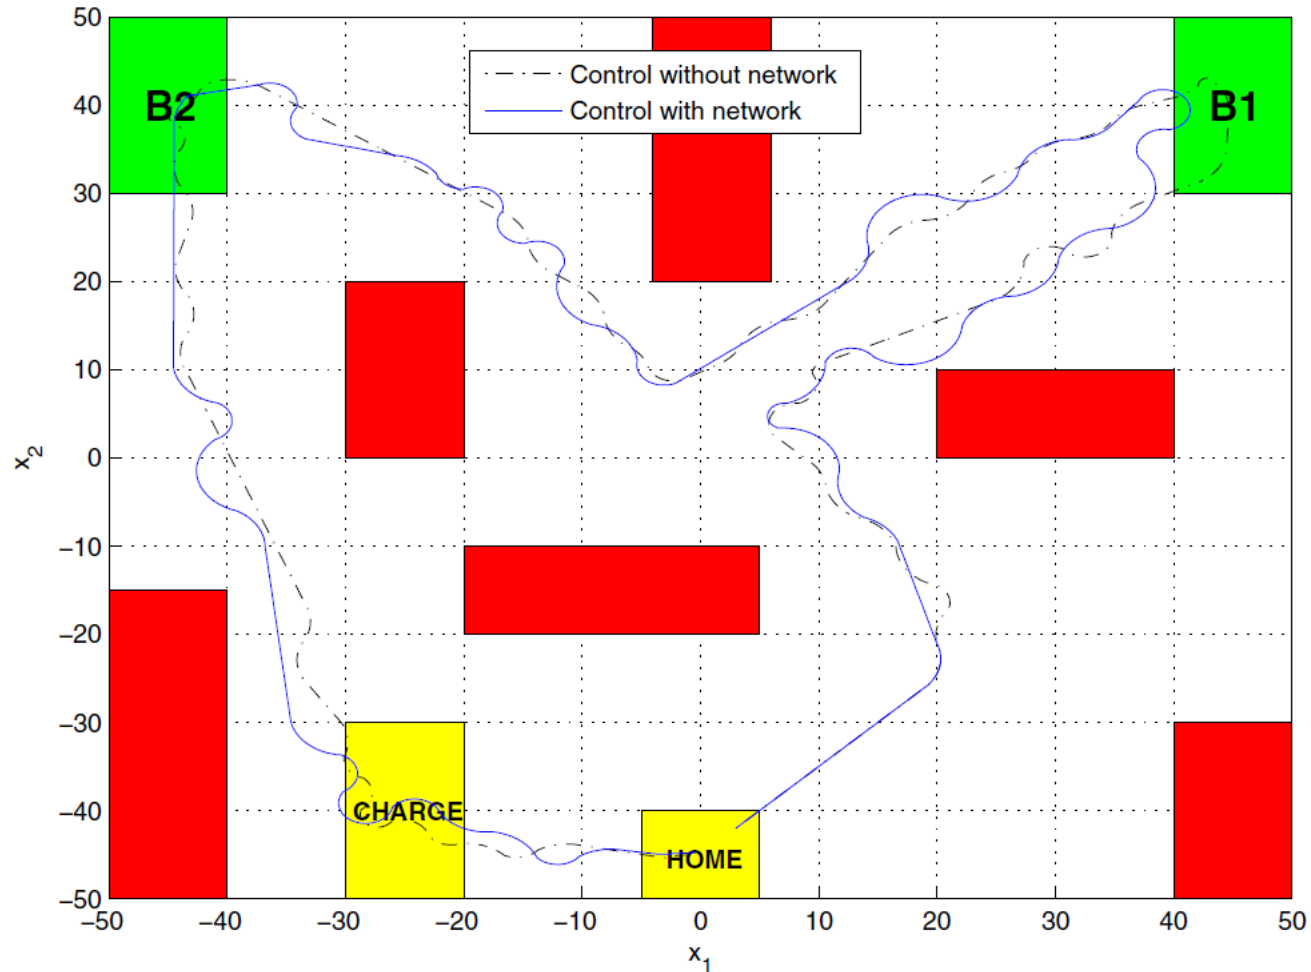 50
40
30
20
10
0
−10
−20
−30
−40
−50
x2
Control without network
Control with network
B2
B1
CHARGE
HOME
−50 −40 −30 −20 −10 0 10 20 30 40 50
x1